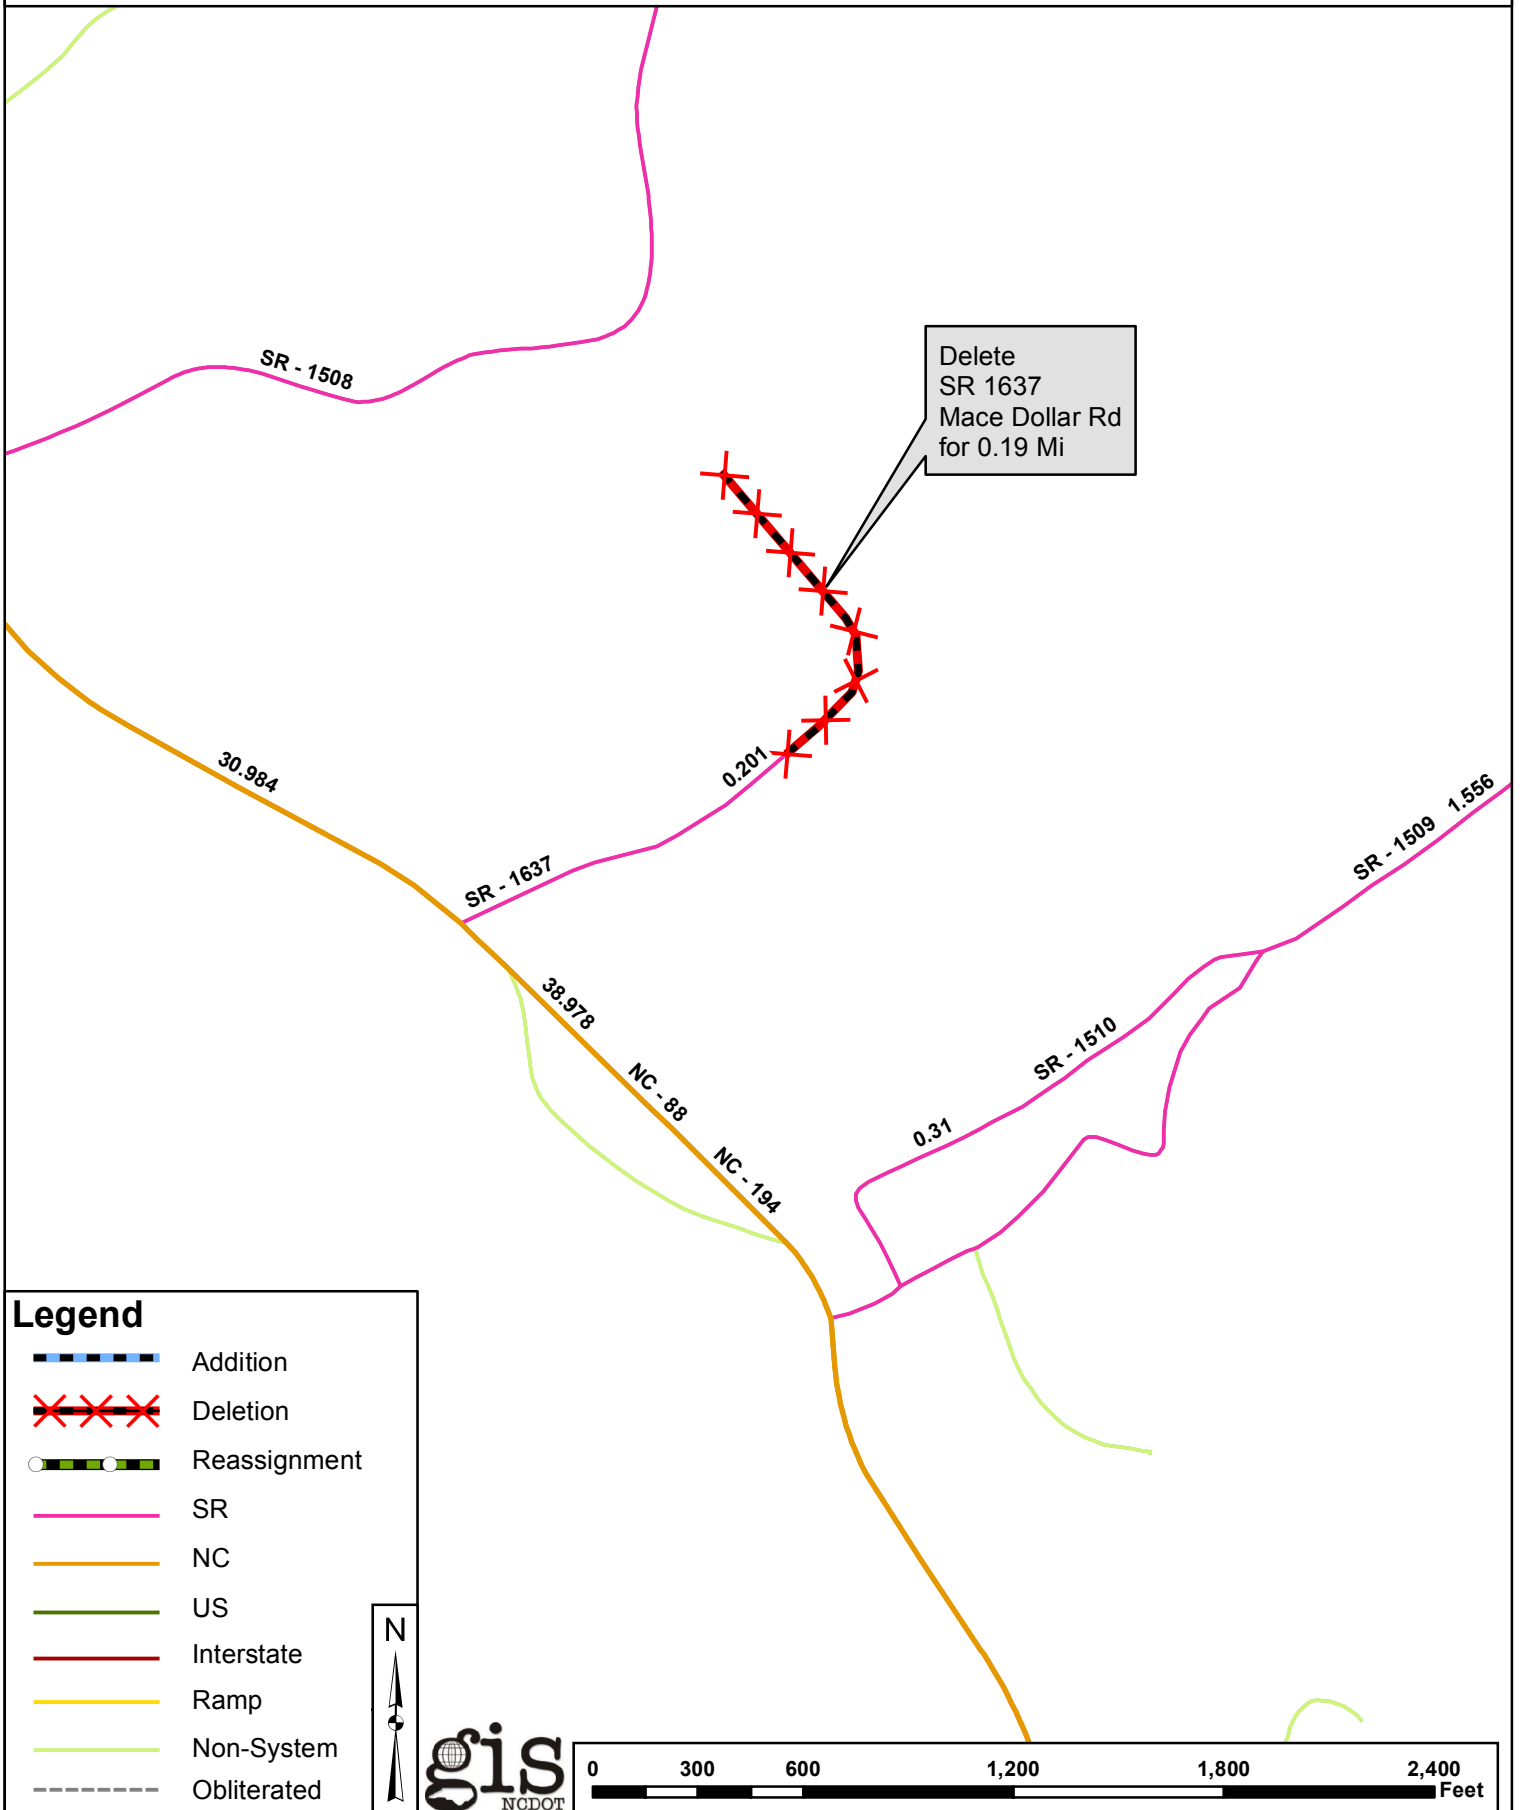 SR - 1508
Delete
SR 1637
Mace Dollar Rd
for 0.19 Mi
30.984
0.201
SR - 1637
1.556
SR - 1509
38.978
NC - 88
NC - 194
SR - 1510
0.31
Legend
Addition
Deletion
Reassignment
SR
NC
US
Interstate
Ramp
Non-System
Obliterated
N
gis
NCDOT
0 300 600 1,200 1,800 2,400
Feet